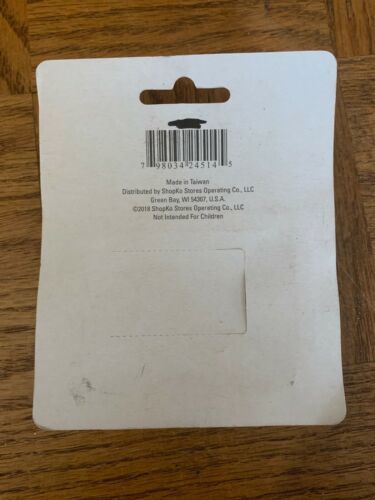 7 98034 24514 5
Made in Taiwan
Distributed by ShopKo Stores Operating Co., LLC
Green Bay, WI 54307, U.S.A.
©2018 ShopKo Stores Operating Co., LLC
Not Intended For Children